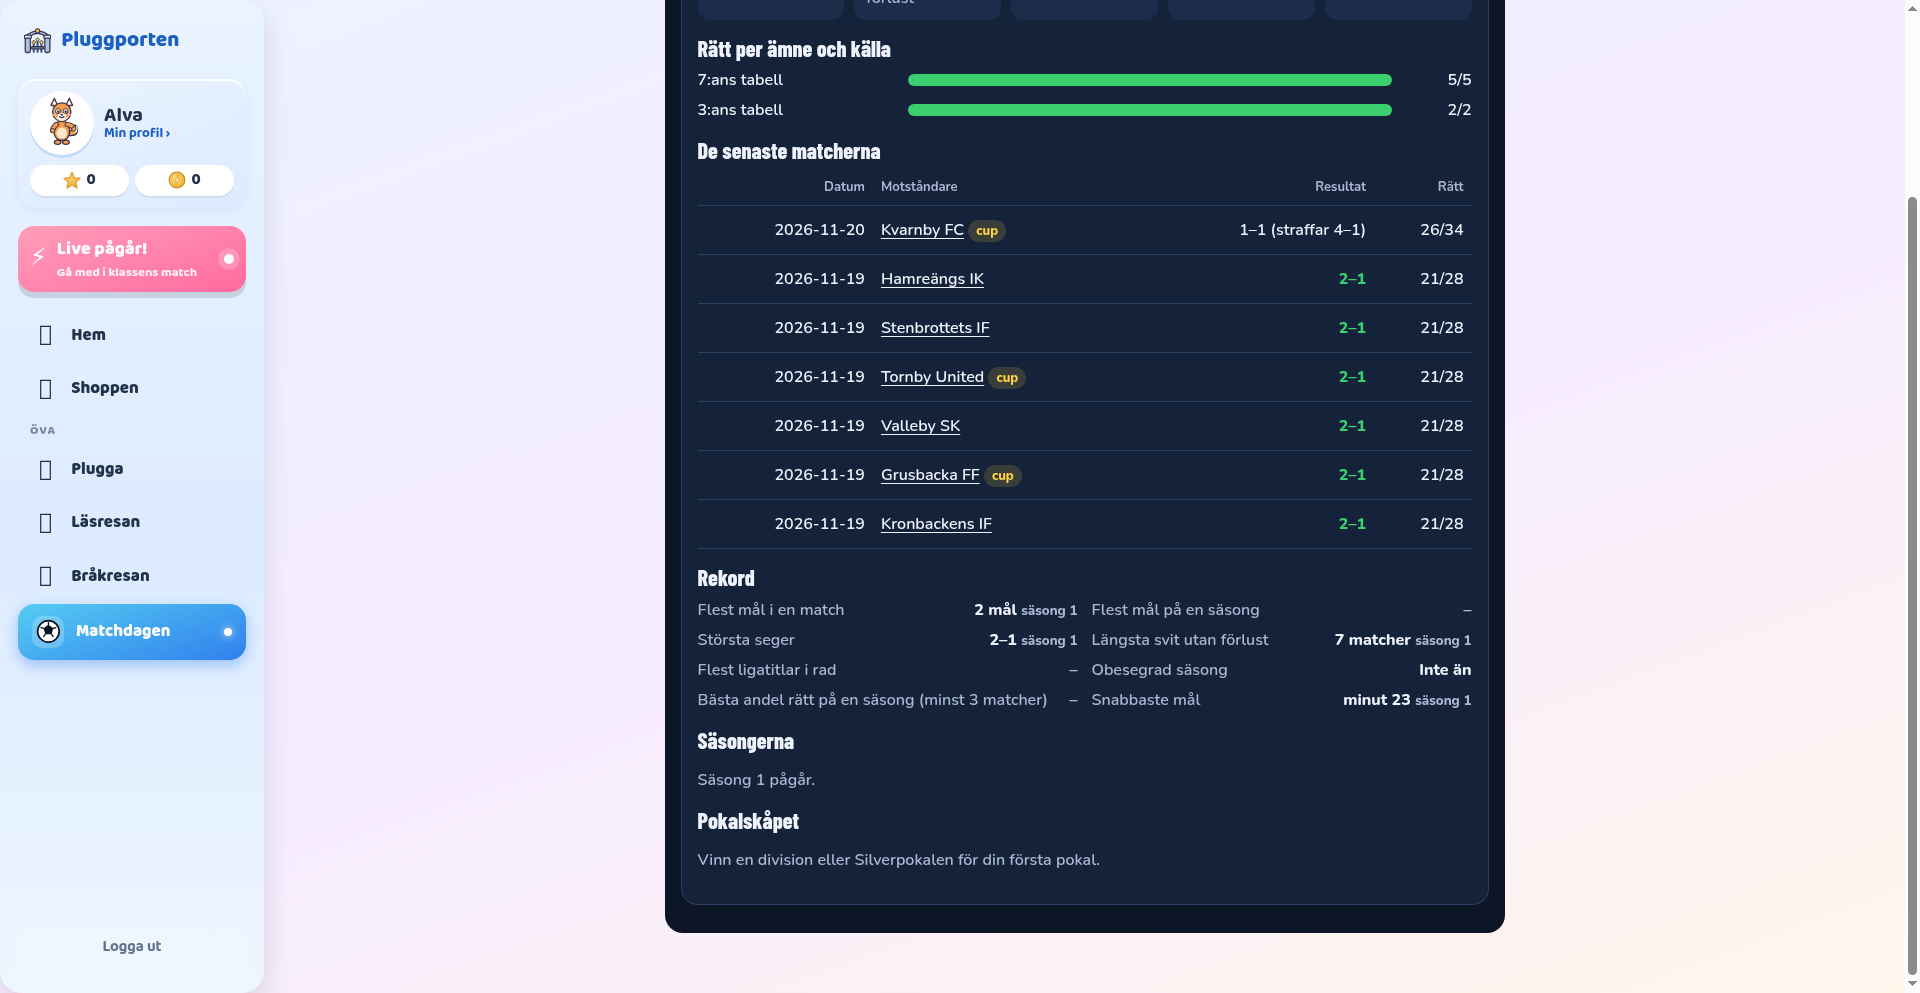 Pluggporten
Alva
Min profil ›
0
0
Live pågår!
Gå med i klassens match
Hem
Shoppen
ÖVA
Plugga
Läsresan
Bråkresan
Matchdagen
Logga ut
förlust
Rätt per ämne och källa
7:ans tabell 5/5
3:ans tabell 2/2
De senaste matcherna
Datum Motståndare Resultat Rätt
2026-11-20 Kvarnby FC cup 1–1 (straffar 4–1) 26/34
2026-11-19 Hamreängs IK 2–1 21/28
2026-11-19 Stenbrottets IF 2–1 21/28
2026-11-19 Tornby United cup 2–1 21/28
2026-11-19 Valleby SK 2–1 21/28
2026-11-19 Grusbacka FF cup 2–1 21/28
2026-11-19 Kronbackens IF 2–1 21/28
Rekord
Flest mål i en match 2 mål säsong 1 Flest mål på en säsong –
Största seger 2–1 säsong 1 Längsta svit utan förlust 7 matcher säsong 1
Flest ligatitlar i rad – Obesegrad säsong Inte än
Bästa andel rätt på en säsong (minst 3 matcher) – Snabbaste mål minut 23 säsong 1
Säsongerna
Säsong 1 pågår.
Pokalskåpet
Vinn en division eller Silverpokalen för din första pokal.